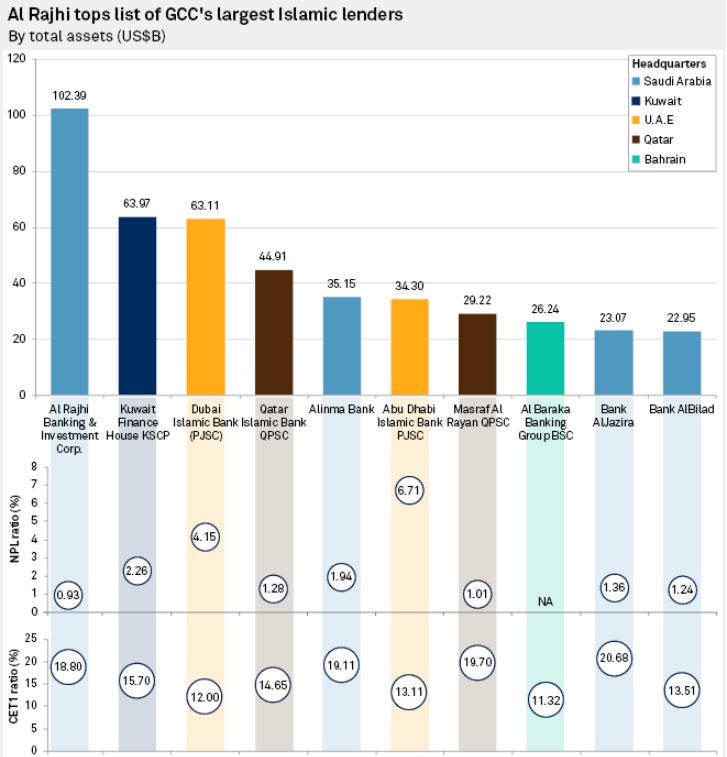 Al Rajhi tops list of GCC's largest Islamic lenders
By total assets (US$B)
120
100
80
60
40
20
0
102.39
63.97
63.11
44.91
35.15
34.30
29.22
26.24
23.07
22.95
Headquarters
Saudi Arabia
Kuwait
U.A.E
Qatar
Bahrain
Al Rajhi
Banking &
Investment
Corp.
Kuwait
Finance
House KSCP
Dubai
Islamic Bank
(PJSC)
Qatar
Islamic Bank
QPSC
Alinma Bank
Abu Dhabi
Islamic Bank
PJSC
Masraf Al
Rayan QPSC
Al Baraka
Banking
Group BSC
Bank
AlJazira
Bank AlBilad
NPL ratio (%)
8
7
6
5
4
3
2
1
0
0.93
2.26
4.15
1.28
1.94
6.71
1.01
NA
1.36
1.24
CET1 ratio (%)
25
20
15
10
5
0
18.80
15.70
12.00
14.65
19.11
13.11
19.70
11.32
20.68
13.51